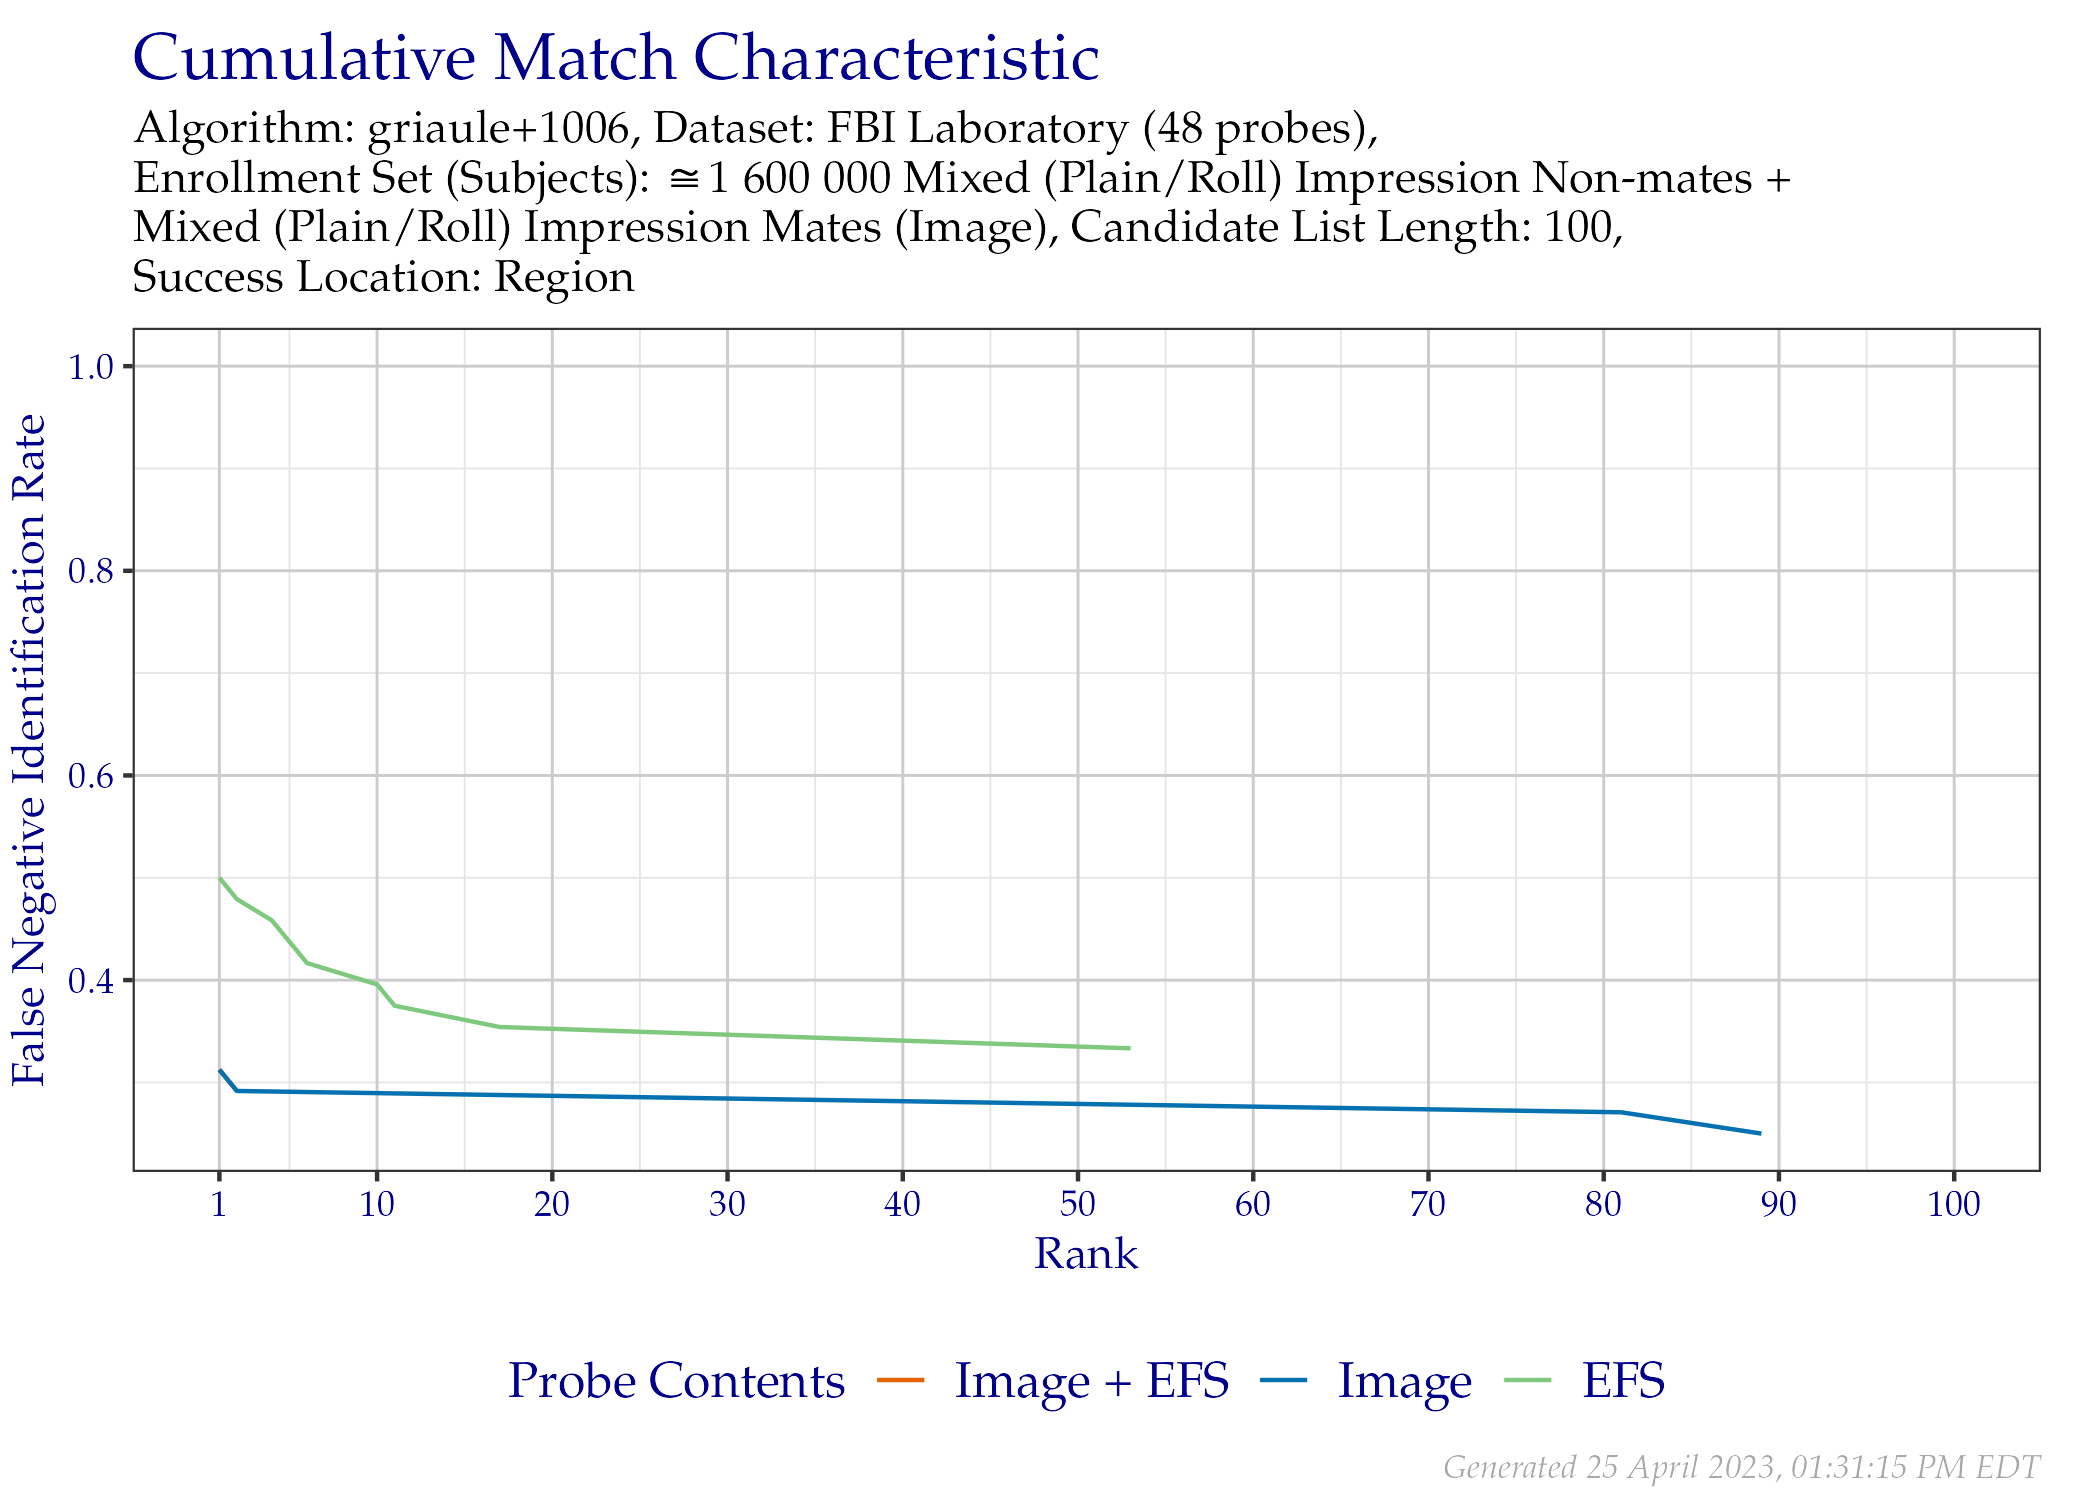 Cumulative Match Characteristic
Algorithm: griaule+1006, Dataset: FBI Laboratory (48 probes),
Enrollment Set (Subjects): ≅1 600 000 Mixed (Plain/Roll) Impression Non-mates +
Mixed (Plain/Roll) Impression Mates (Image), Candidate List Length: 100,
Success Location: Region
False Negative Identification Rate
1.0
0.8
0.6
0.4
1 10 20 30 40 50 60 70 80 90 100
Rank
Probe Contents Image + EFS Image EFS
Generated 25 April 2023, 01:31:15 PM EDT